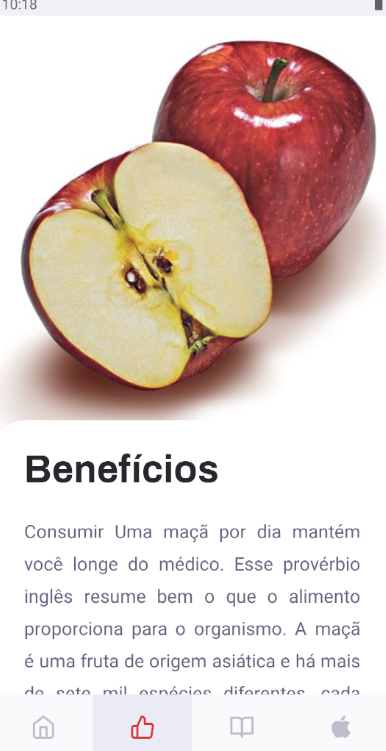 10:18
Benefícios
Consumir Uma maçã por dia mantém
você longe do médico. Esse provérbio
inglês resume bem o que o alimento
proporciona para o organismo. A maçã
é uma fruta de origem asiática e há mais
de sete mil espécies diferentes, cada